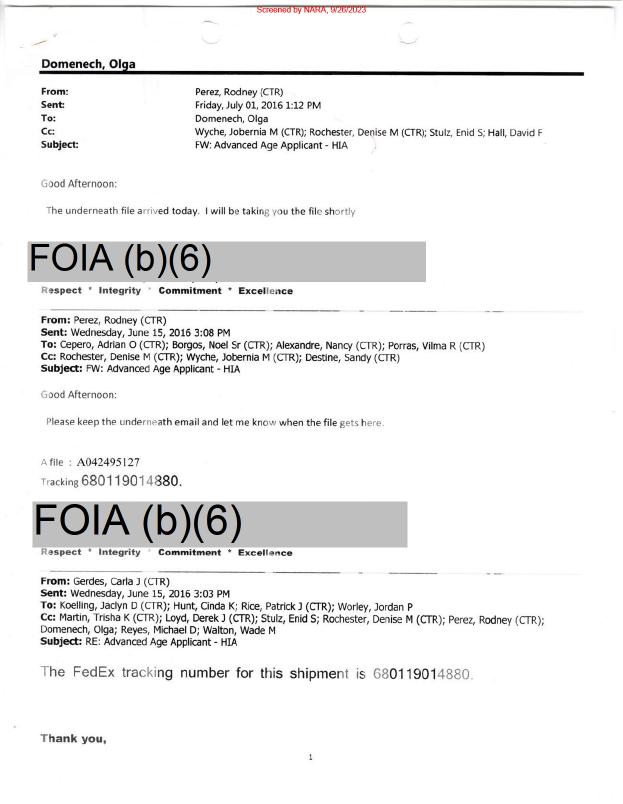 Screened by NARA, 9/26/2023
Domenech, Olga
From: Perez, Rodney (CTR)
Sent: Friday, July 01, 2016 1:12 PM
To: Domenech, Olga
Cc: Wyche, Jobernia M (CTR); Rochester, Denise M (CTR); Stulz, Enid S; Hall, David F
Subject: FW: Advanced Age Applicant - HIA
Good Afternoon:
The underneath file arrived today. I will be taking you the file shortly
FOIA (b)(6)
Respect * Integrity * Commitment * Excellence
From: Perez, Rodney (CTR)
Sent: Wednesday, June 15, 2016 3:08 PM
To: Cepero, Adrian O (CTR); Borgos, Noel Sr (CTR); Alexandre, Nancy (CTR); Porras, Vilma R (CTR)
Cc: Rochester, Denise M (CTR); Wyche, Jobernia M (CTR); Destine, Sandy (CTR)
Subject: FW: Advanced Age Applicant - HIA
Good Afternoon:
Please keep the underneath email and let me know when the file gets here.
A file : A042495127
Tracking 680119014880.
FOIA (b)(6)
Respect * Integrity * Commitment * Excellence
From: Gerdes, Carla J (CTR)
Sent: Wednesday, June 15, 2016 3:03 PM
To: Koelling, Jaclyn D (CTR); Hunt, Cinda K; Rice, Patrick J (CTR); Worley, Jordan P
Cc: Martin, Trisha K (CTR); Loyd, Derek J (CTR); Stulz, Enid S; Rochester, Denise M (CTR); Perez, Rodney (CTR);
Domenech, Olga; Reyes, Michael D; Walton, Wade M
Subject: RE: Advanced Age Applicant - HIA
The FedEx tracking number for this shipment is 680119014880.
Thank you,
1